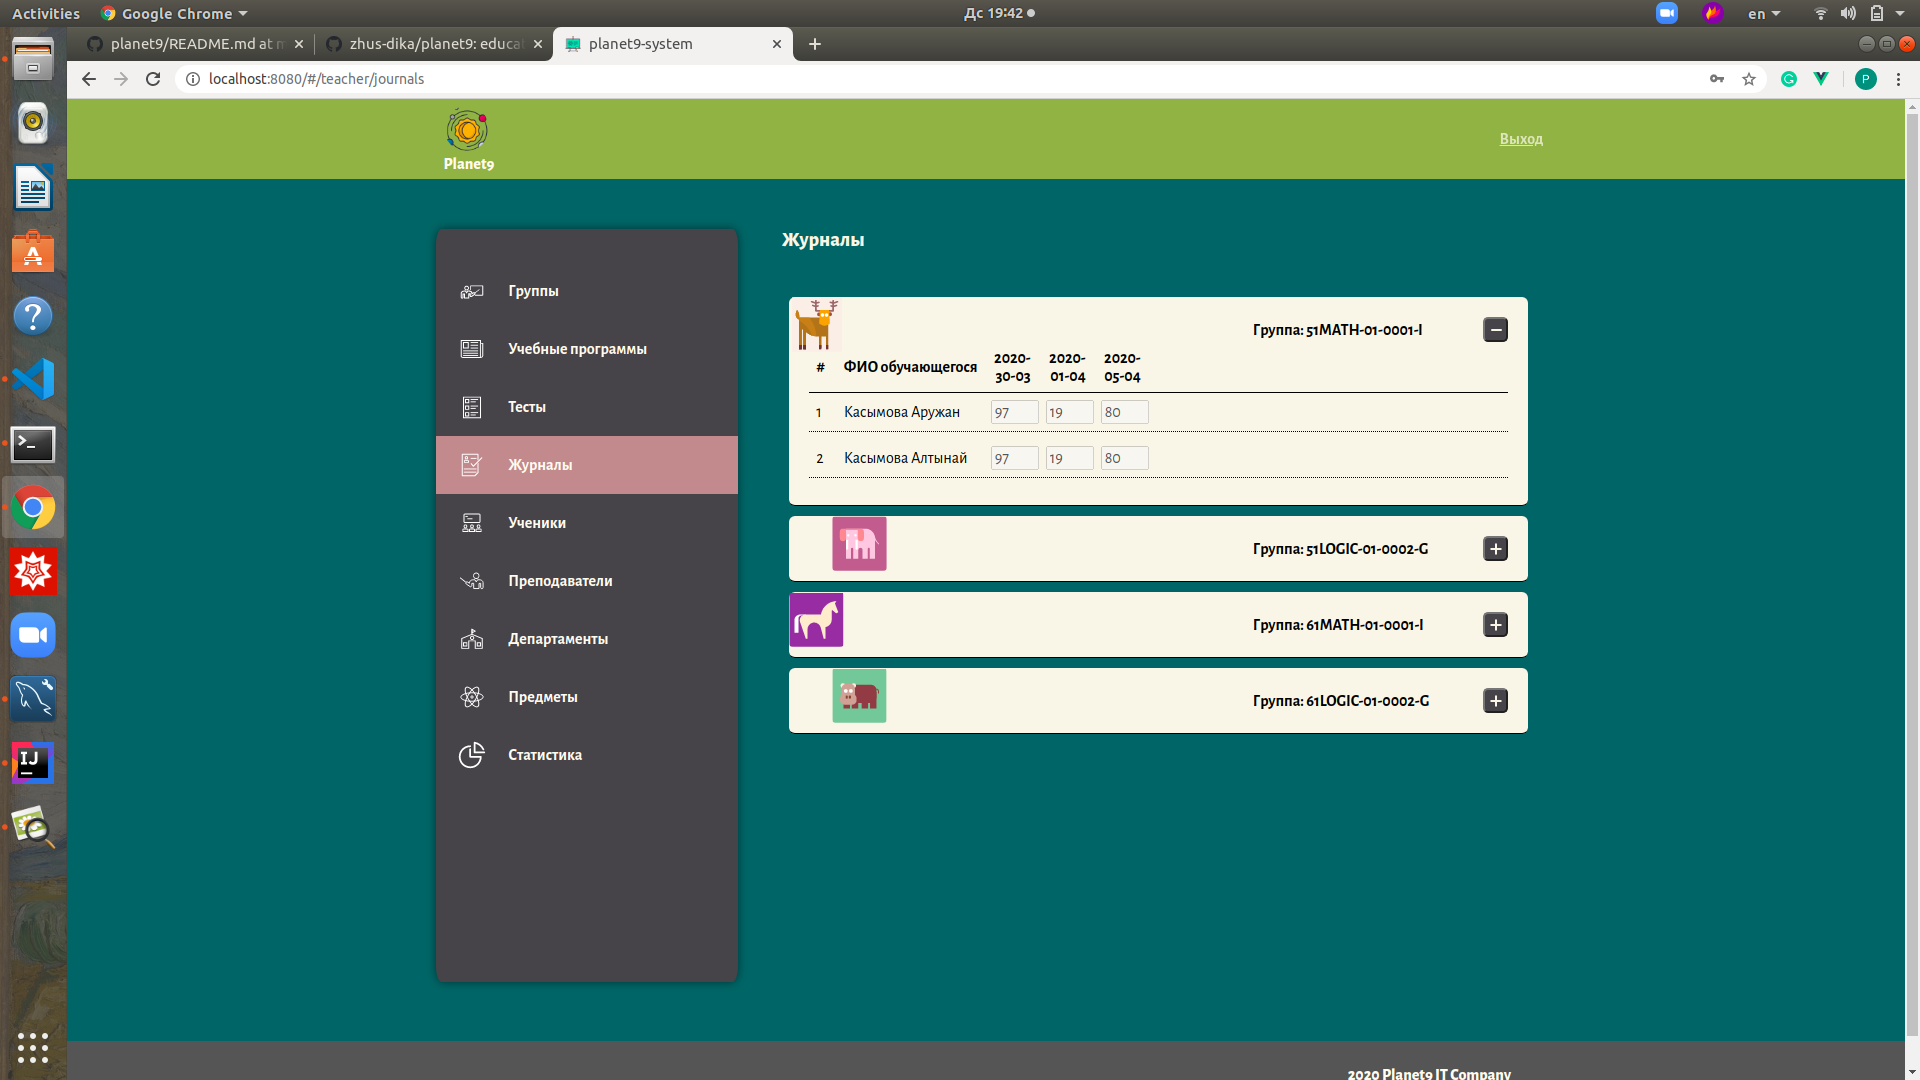 Activities
Google Chrome
Дс 19:42
en
planet9/README.md at m
zhus-dika/planet9: educat
planet9-system
localhost:8080/#/teacher/journals
P
Planet9
Выход
Журналы
Группы
Учебные программы
Тесты
Журналы
Ученики
Преподаватели
Департаменты
Предметы
Статистика
Группа: 51MATH-01-0001-I
# ФИО обучающегося 2020-30-03 2020-01-04 2020-05-04
1 Касымова Аружан 97 19 80
2 Касымова Алтынай 97 19 80
Группа: 51LOGIC-01-0002-G
Группа: 61MATH-01-0001-I
Группа: 61LOGIC-01-0002-G
2020 Planet9 IT Company